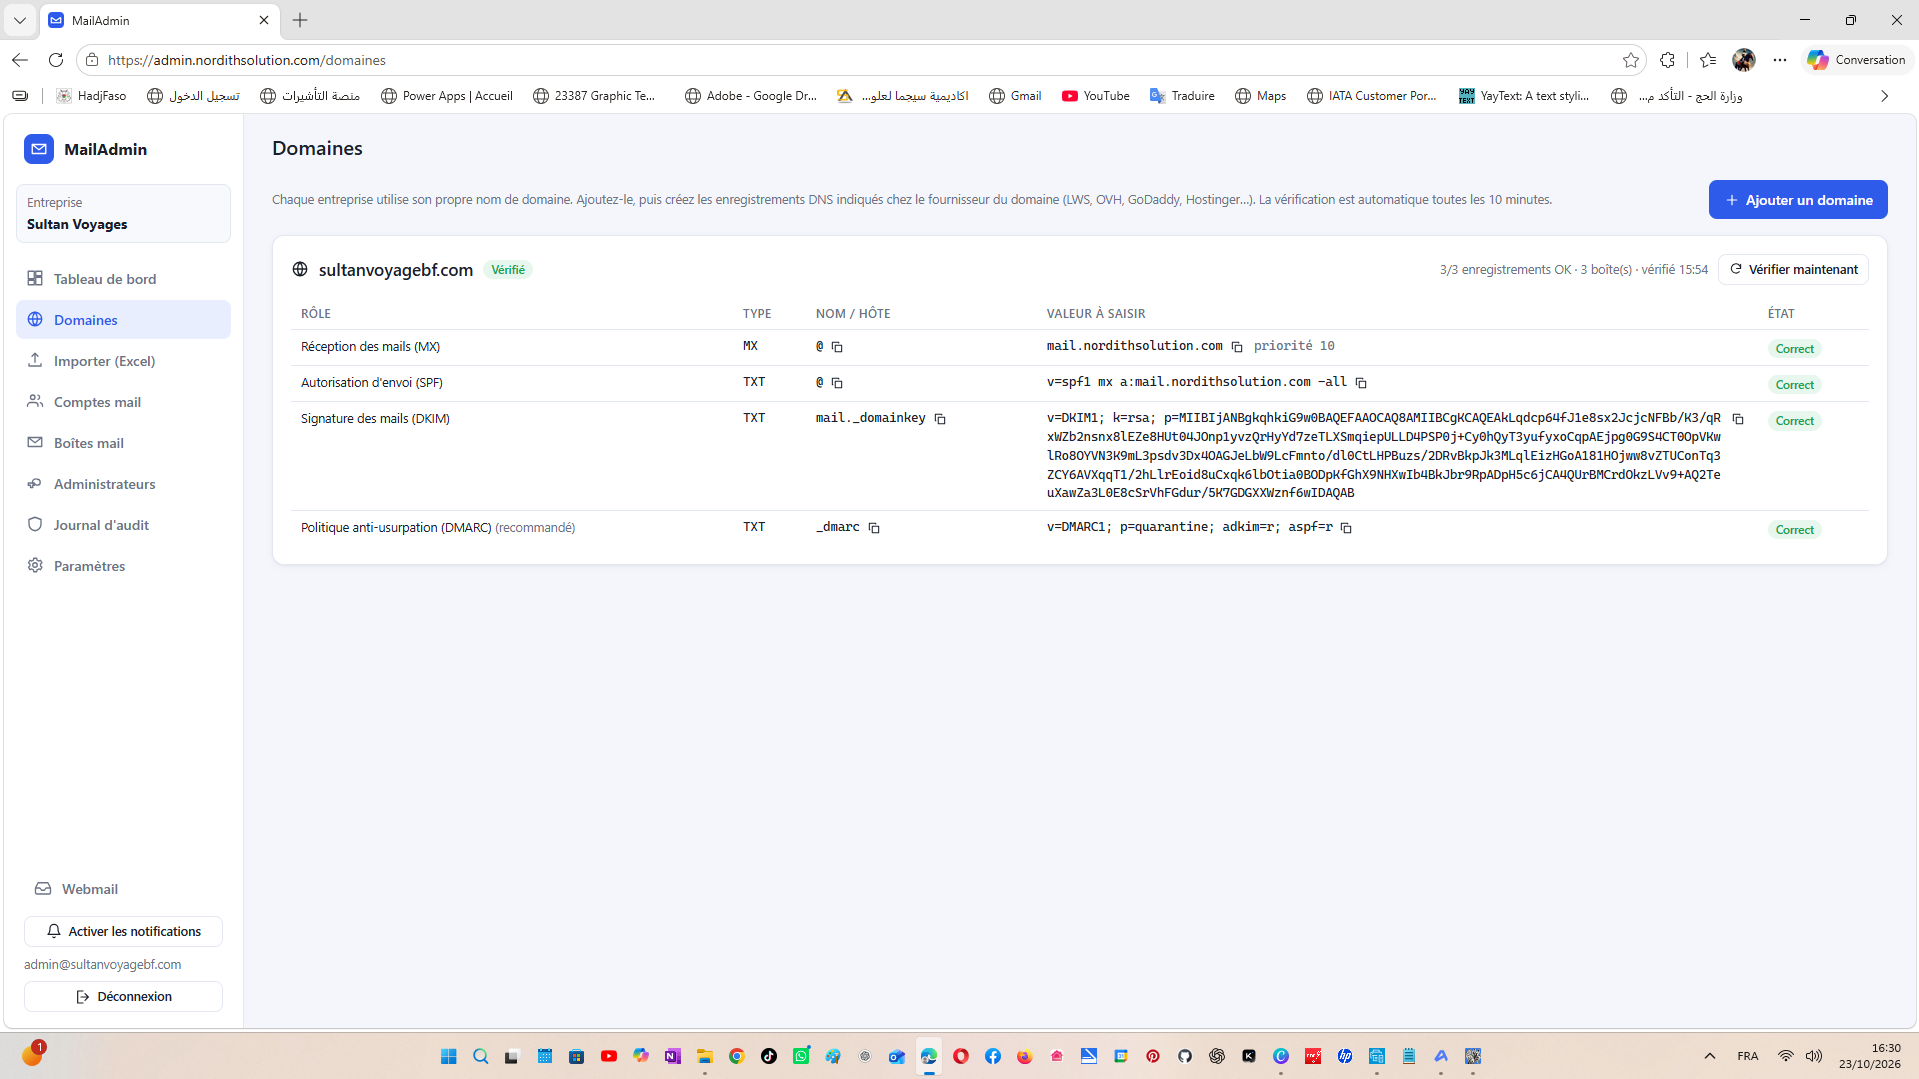 MailAdmin
https://admin.nordithsolution.com/domaines
Conversation
HadjFaso
تسجيل الدخول
منصة التأشيرات
Power Apps | Accueil
23387 Graphic Te...
Adobe - Google Dr...
اكاديمية سيجما لعلو...
Gmail
YouTube
Traduire
Maps
IATA Customer Por...
YayText: A text styli...
وزارة الحج - التأكد م...
MailAdmin
Entreprise
Sultan Voyages
Tableau de bord
Domaines
Importer (Excel)
Comptes mail
Boîtes mail
Administrateurs
Journal d'audit
Paramètres
Webmail
Activer les notifications
admin@sultanvoyagebf.com
Déconnexion
Domaines
Chaque entreprise utilise son propre nom de domaine. Ajoutez-le, puis créez les enregistrements DNS indiqués chez le fournisseur du domaine (LWS, OVH, GoDaddy, Hostinger...). La vérification est automatique toutes les 10 minutes.
+ Ajouter un domaine
sultanvoyagebf.com Vérifié
3/3 enregistrements OK · 3 boîte(s) · vérifié 15:54
Vérifier maintenant
RÔLE TYPE NOM / HÔTE VALEUR À SAISIR ÉTAT
Réception des mails (MX) MX @ mail.nordithsolution.com priorité 10 Correct
Autorisation d'envoi (SPF) TXT @ v=spf1 mx a:mail.nordithsolution.com -all Correct
Signature des mails (DKIM) TXT mail._domainkey v=DKIM1; k=rsa; p=MIIBIjANBgkqhkiG9w0BAQEFAAOCAQ8AMIIBCgKCAQEAkLqdcp64fJ1e8sx2JcjcNFBb/K3/qR Correct
xWZb2nsnx8lEZe8HUt04JOnp1yvzQrHyYd7zeTLXSmqiepULLD4PSP0j+Cy0hQyT3yufyxoCqpAEjpg0G9S4CT0OpVKw
lRo8OYVN3K9mL3psdv3Dx4OAGJeLbW9LcFmnto/dl0CtLHPBuzs/2DRvBkpJk3MLqlEizHGoA181HOjww8vZTUConTq3
ZCY6AVXqqT1/2hLlrEoid8uCxqk6lbOtia0BODpKfGhX9NHXwIb4BkJbr9RpADpH5c6jCA4QUrBMCrdOkzLVv9+AQ2Te
uXawZa3L0E8cSrVhFGdur/5K7GDGXXWznf6wIDAQAB
Politique anti-usurpation (DMARC) (recommandé) TXT _dmarc v=DMARC1; p=quarantine; adkim=r; aspf=r Correct
1
FRA
16:30
23/10/2026